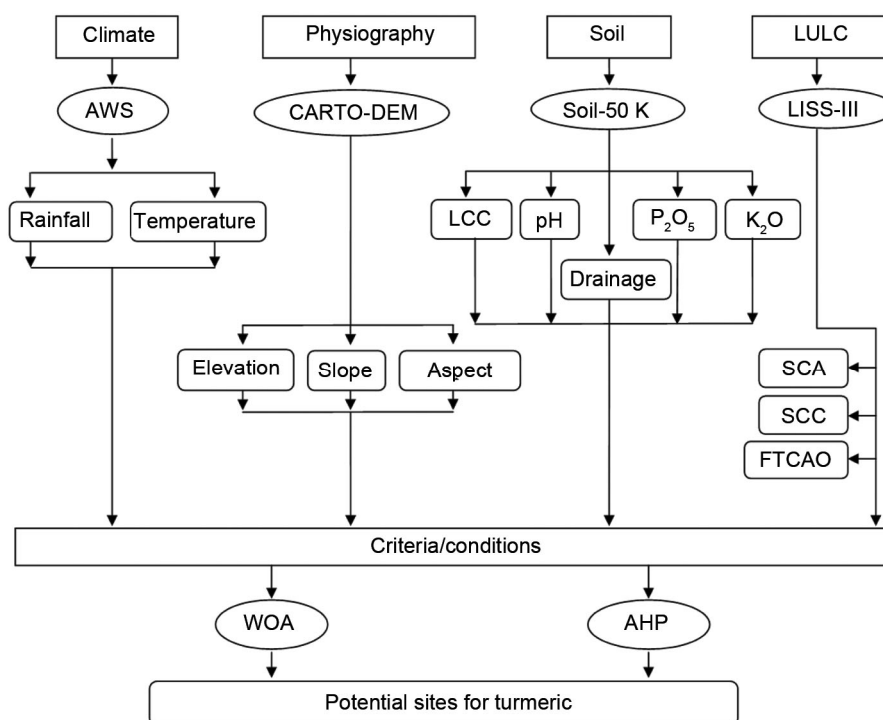 Climate
Physiography
Soil
LULC
AWS
CARTO-DEM
Soil-50 K
LISS-III
Rainfall
Temperature
LCC
pH
P₂O₅
K₂O
Drainage
Elevation
Slope
Aspect
SCA
SCC
FTCAO
Criteria/conditions
WOA
AHP
Potential sites for turmeric